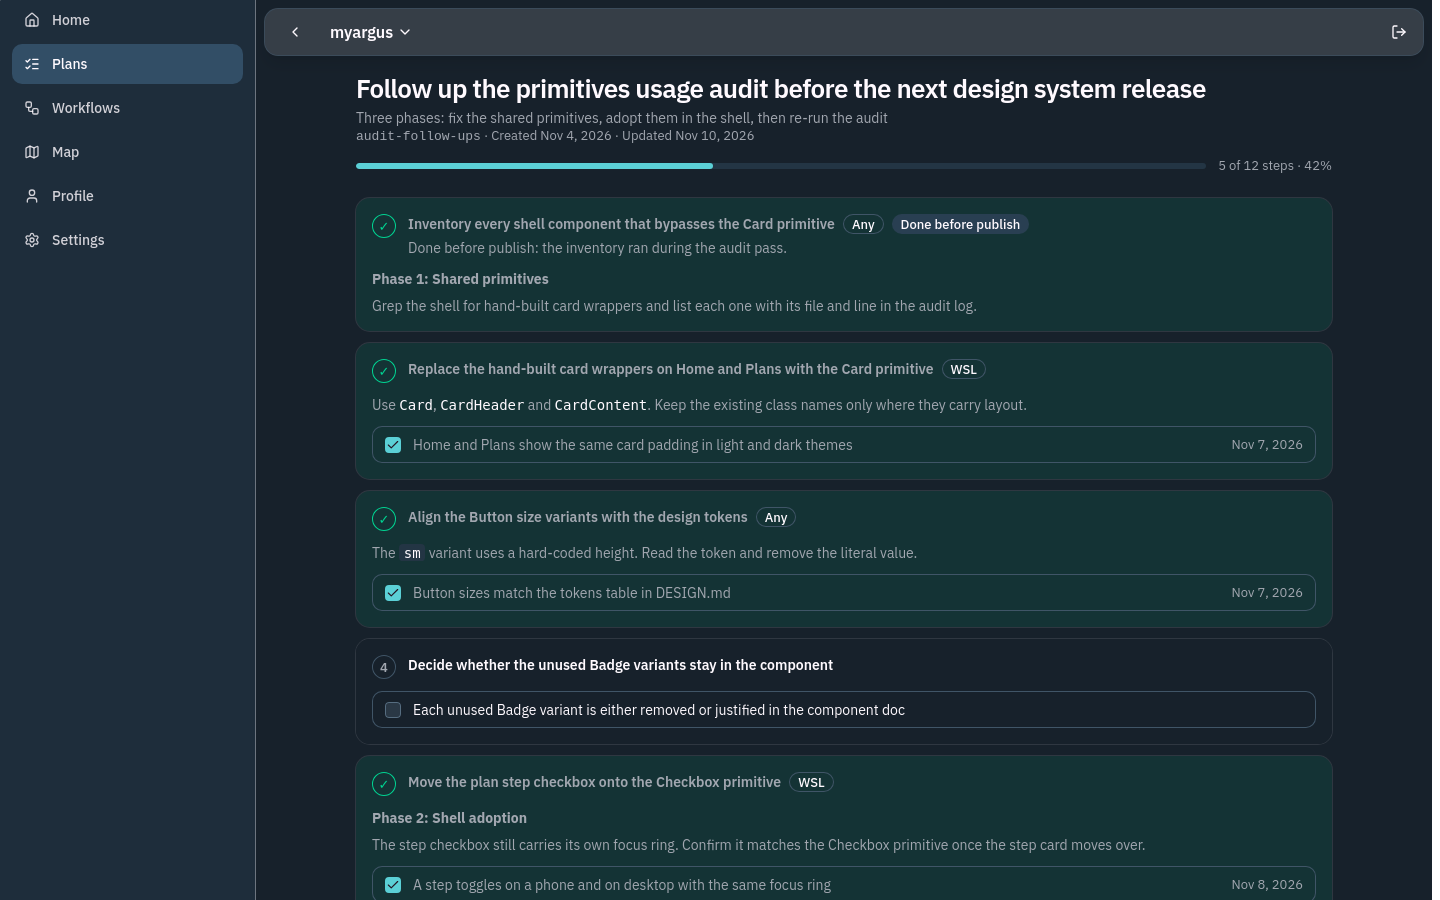 Home
Plans
Workflows
Map
Profile
Settings
myargus
Follow up the primitives usage audit before the next design system release
Three phases: fix the shared primitives, adopt them in the shell, then re-run the audit
audit-follow-ups · Created Nov 4, 2026 · Updated Nov 10, 2026
5 of 12 steps · 42%
Inventory every shell component that bypasses the Card primitive Any Done before publish
Done before publish: the inventory ran during the audit pass.
Phase 1: Shared primitives
Grep the shell for hand-built card wrappers and list each one with its file and line in the audit log.
Replace the hand-built card wrappers on Home and Plans with the Card primitive WSL
Use Card, CardHeader and CardContent. Keep the existing class names only where they carry layout.
Home and Plans show the same card padding in light and dark themes Nov 7, 2026
Align the Button size variants with the design tokens Any
The sm variant uses a hard-coded height. Read the token and remove the literal value.
Button sizes match the tokens table in DESIGN.md Nov 7, 2026
4 Decide whether the unused Badge variants stay in the component
Each unused Badge variant is either removed or justified in the component doc
Move the plan step checkbox onto the Checkbox primitive WSL
Phase 2: Shell adoption
The step checkbox still carries its own focus ring. Confirm it matches the Checkbox primitive once the step card moves over.
A step toggles on a phone and on desktop with the same focus ring Nov 8, 2026